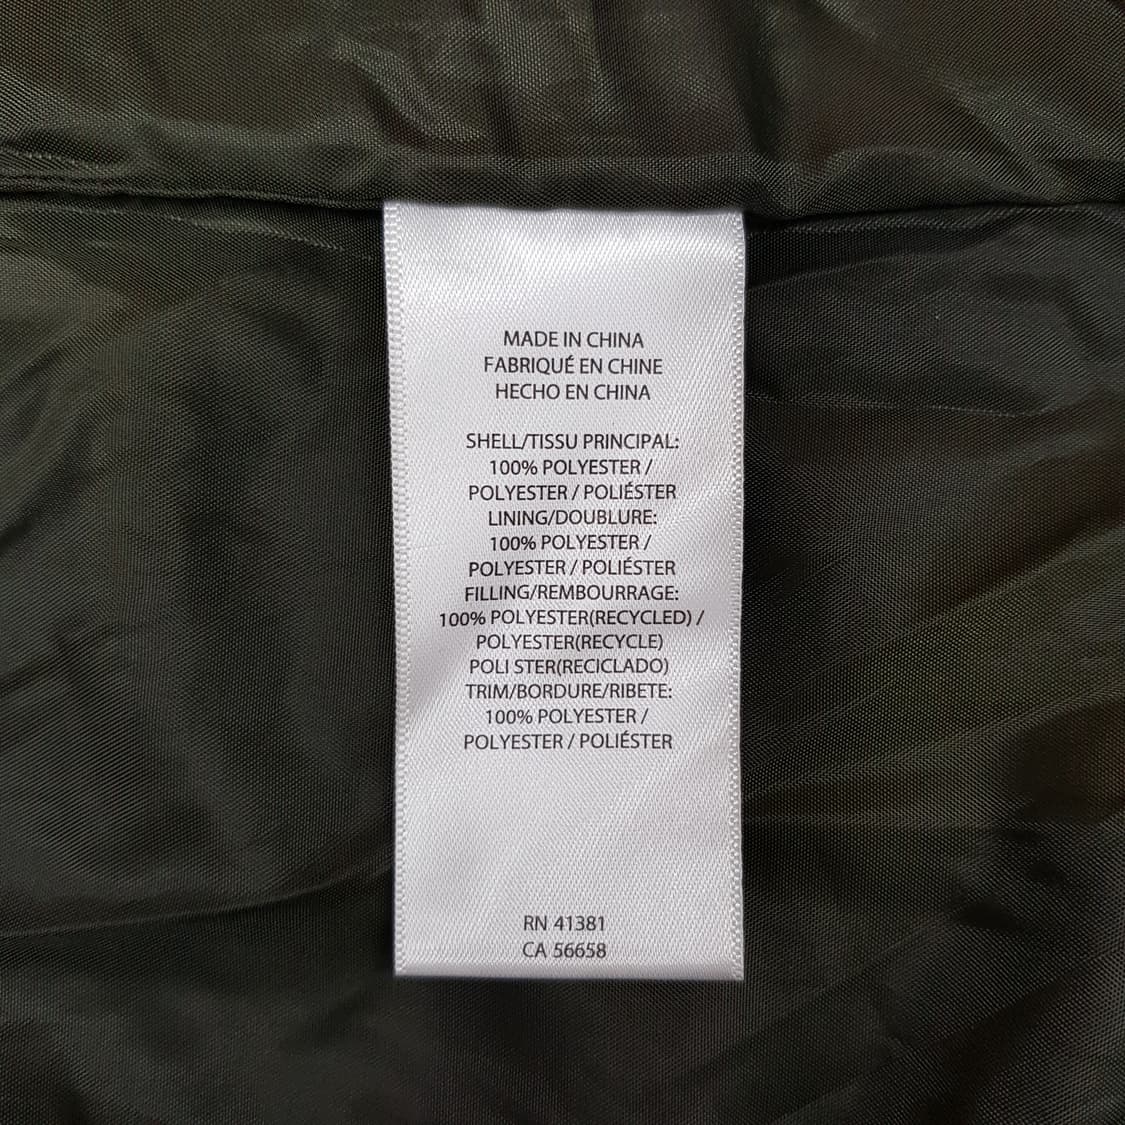 MADE IN CHINA
FABRIQUÉ EN CHINE
HECHO EN CHINA
SHELL/TISSU PRINCIPAL:
100% POLYESTER /
POLYESTER / POLIÉSTER
LINING/DOUBLURE:
100% POLYESTER /
POLYESTER / POLIÉSTER
FILLING/REMBOURRAGE:
100% POLYESTER(RECYCLED) /
POLYESTER(RECYCLE)
POLI STER(RECICLADO)
TRIM/BORDURE/RIBETE:
100% POLYESTER /
POLYESTER / POLIÉSTER
RN 41381
CA 56658